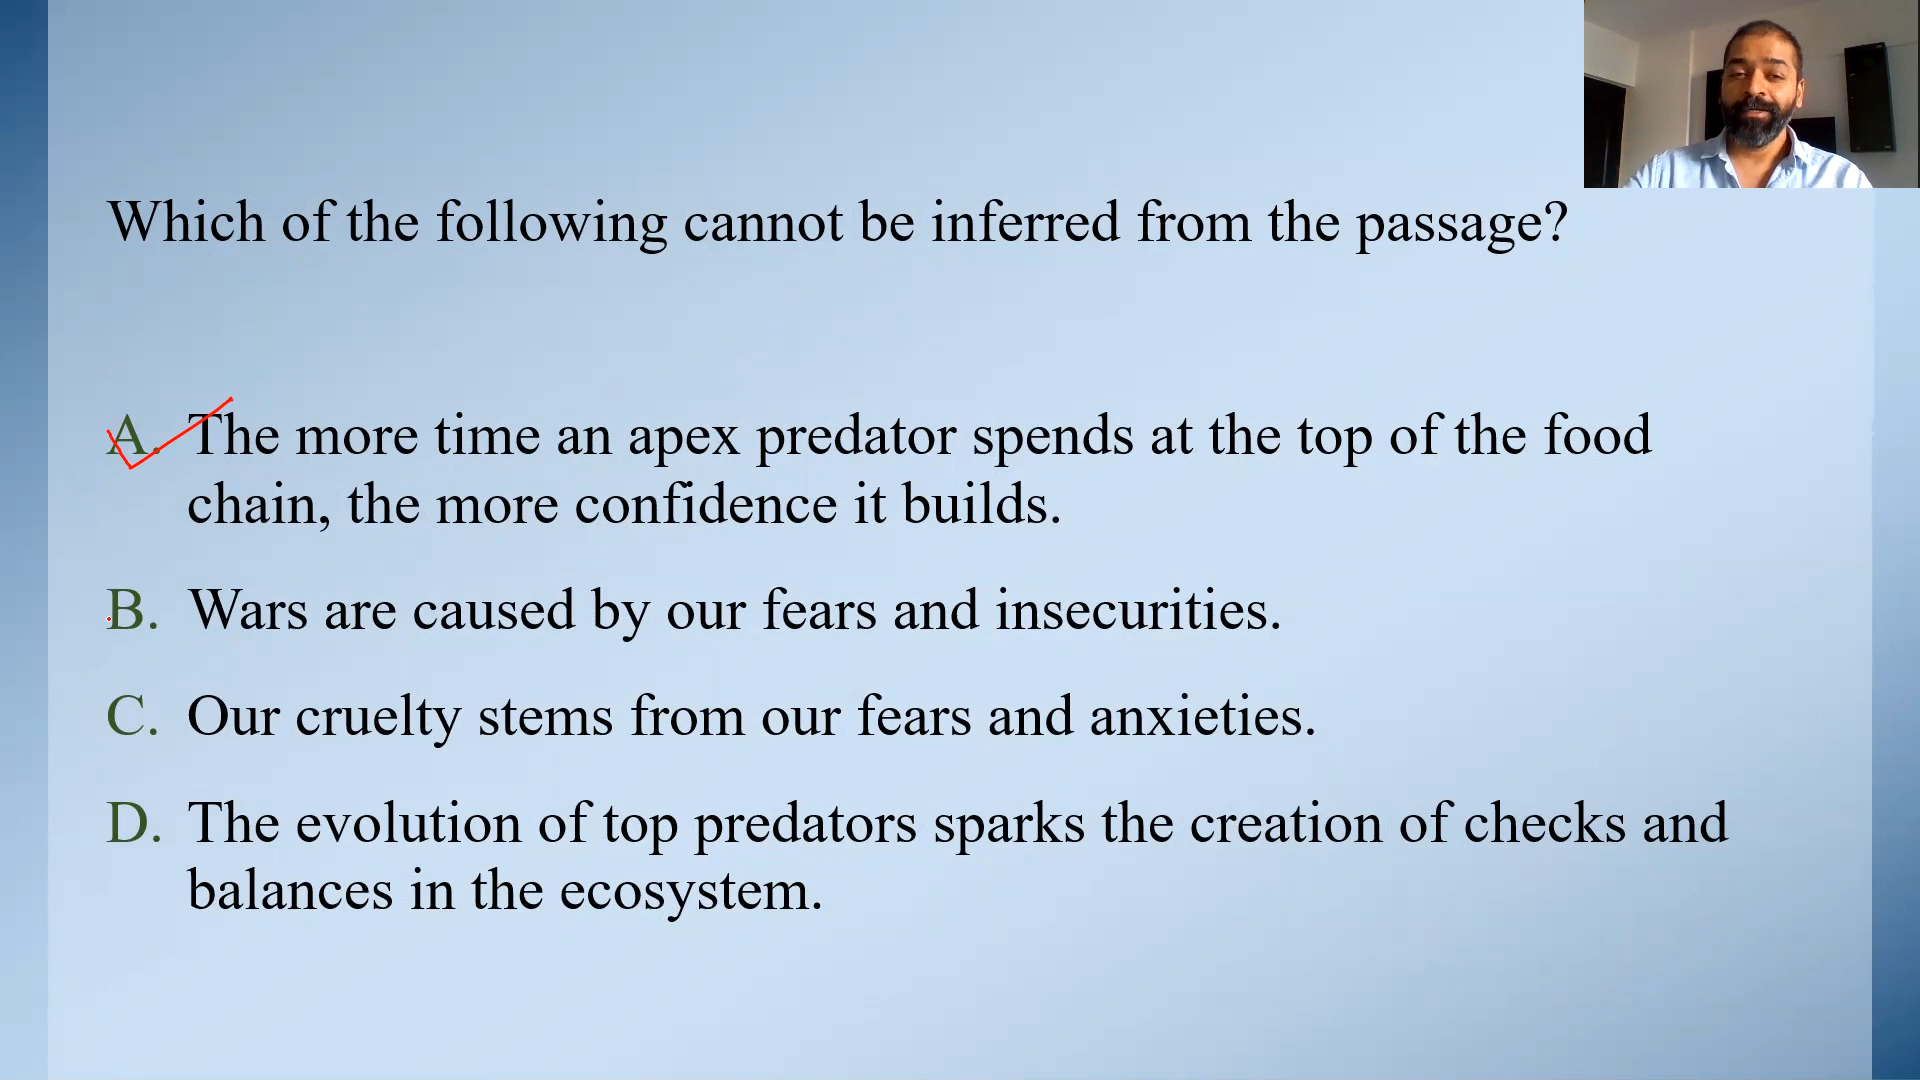 Which of the following cannot be inferred from the passage?
A. The more time an apex predator spends at the top of the food
chain, the more confidence it builds.
B. Wars are caused by our fears and insecurities.
C. Our cruelty stems from our fears and anxieties.
D. The evolution of top predators sparks the creation of checks and
balances in the ecosystem.